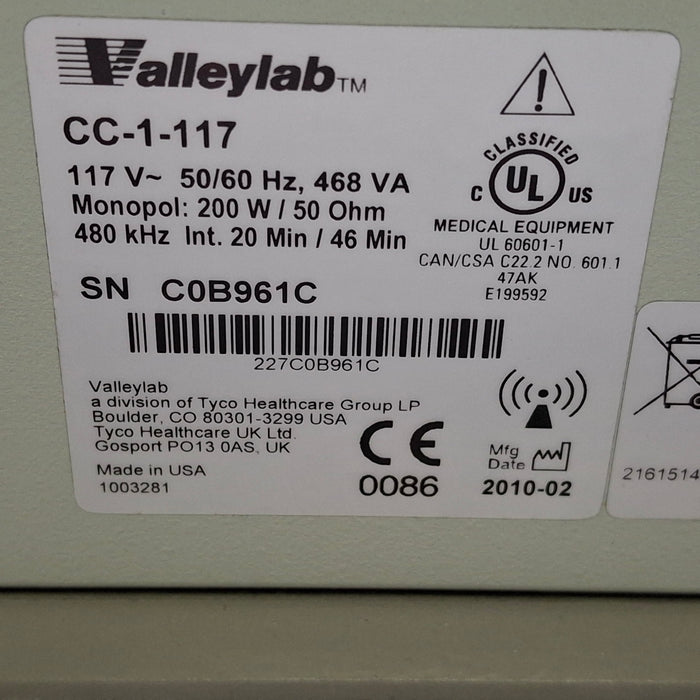 Valleylab™
CC-1-117
117 V~ 50/60 Hz, 468 VA
Monopol: 200 W / 50 Ohm
480 kHz Int. 20 Min / 46 Min
CLASSIFIED
C UL US
MEDICAL EQUIPMENT
UL 60601-1
CAN/CSA C22.2 NO. 601.1
47AK
E199592
SN C0B961C
227C0B961C
Valleylab
a division of Tyco Healthcare Group LP
Boulder, CO 80301-3299 USA
Tyco Healthcare UK Ltd.
Gosport PO13 0AS, UK
Made in USA
1003281
CE
0086
Mfg
Date
2010-02
2161514